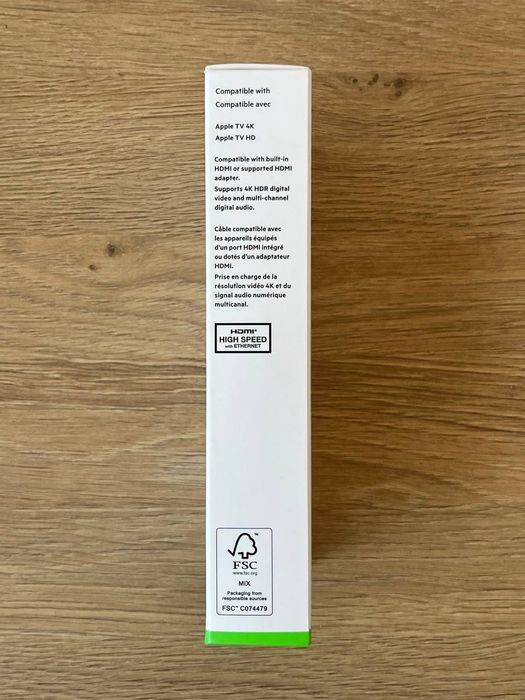 Compatible with
Compatible avec
Apple TV 4K
Apple TV HD
Compatible with built-in
HDMI or supported HDMI
adapter.
Supports 4K HDR digital
video and multi-channel
digital audio.
Câble compatible avec
les appareils équipés
d'un port HDMI intégré
ou dotés d'un adaptateur
HDMI.
Prise en charge de la
résolution vidéo 4K et du
signal audio numérique
multicanal.
HDMI®
HIGH SPEED
with ETHERNET
™
FSC
www.fsc.org
MIX
Packaging from
responsible sources
FSC™ C074479